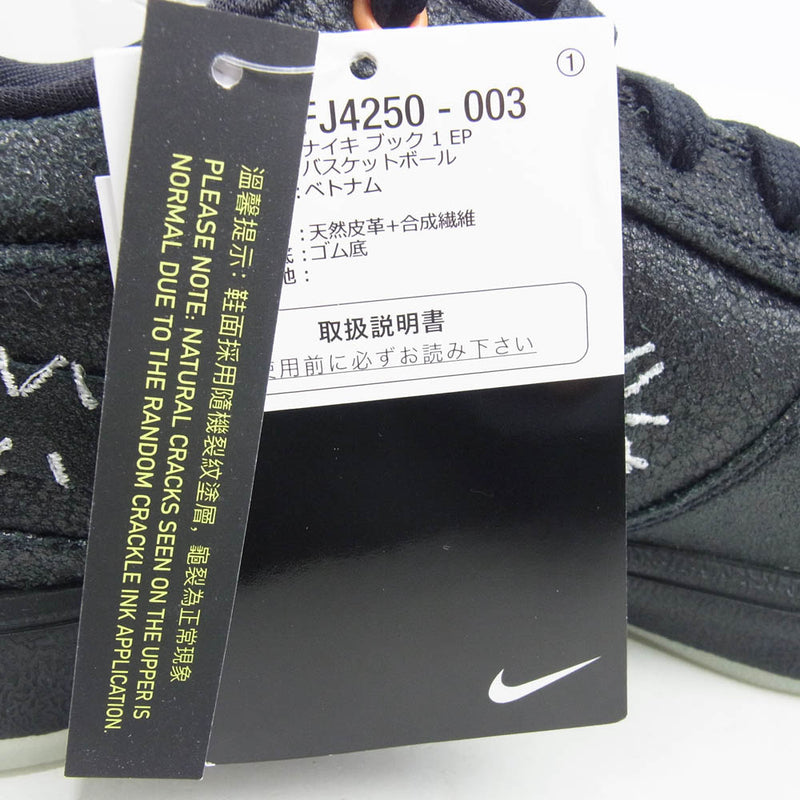 ①
FJ4250 - 003
ナイキ ブック 1 EP
バスケットボール
:ベトナム
:天然皮革+合成繊維
底:ゴム底
地:
取扱説明書
使用前に必ずお読み下さい
溫馨提示: 鞋面採用隨機裂紋塗層, 龜裂為正常現象
PLEASE NOTE: NATURAL CRACKS SEEN ON THE UPPER IS
NORMAL DUE TO THE RANDOM CRACKLE INK APPLICATION.